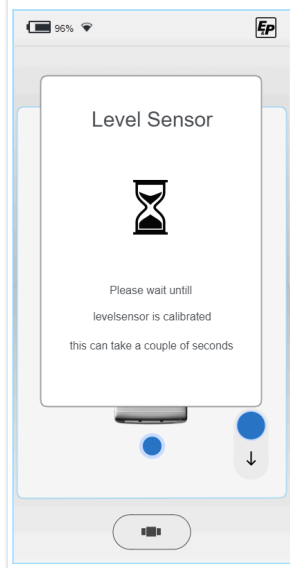 96%
E&P
Level Sensor
Please wait untill
levelsensor is calibrated
this can take a couple of seconds